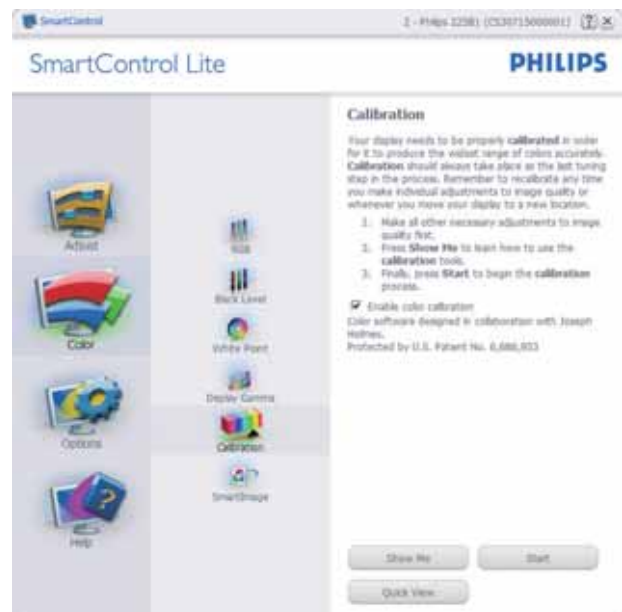 SmartControl
2 - Philips 225B1
SmartControl Lite
PHILIPS
Adjust
Color
Options
Help
RGB
Black Level
White Point
Display Gamma
Calibration
SmartImage
Calibration
Your display needs to be properly calibrated in order
for it to produce the widest range of colors accurately.
Calibration should always take place as the last tuning
step in the process. Remember to recalibrate any time
you make individual adjustments to image quality or
whenever you move your display to a new location.
1. Make all other necessary adjustments to image
quality first.
2. Press Show Me to learn how to use the
calibration tools.
3. Finally, press Start to begin the calibration
process.
Enable color calibration
Color software designed in collaboration with Joseph
Holmes.
Protected by U.S. Patent No.
Show Me
Start
Quick View